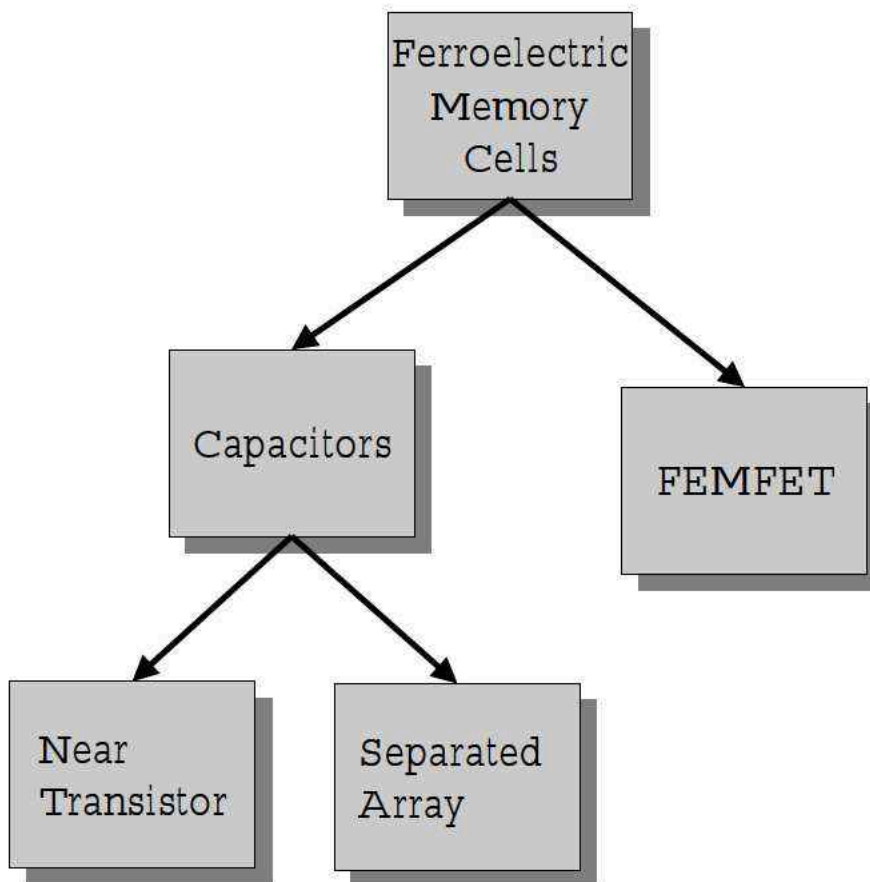 Ferroelectric
Memory
Cells
Capacitors
FEMFET
Near
Transistor
Separated
Array